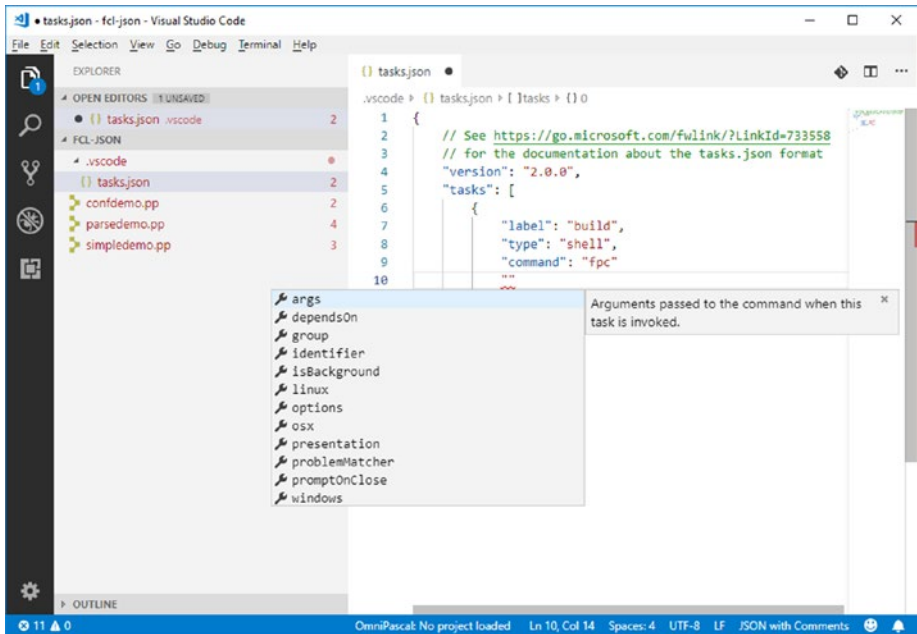 ● tasks.json - fcl-json - Visual Studio Code
File Edit Selection View Go Debug Terminal Help
EXPLORER
OPEN EDITORS 1 UNSAVED
● {} tasks.json .vscode 2
FCL-JSON
.vscode
{} tasks.json 2
confdemo.pp 2
parsedemo.pp 4
simpledemo.pp 3
OUTLINE
1
{} tasks.json ●
.vscode ▸ {} tasks.json ▸ [ ]tasks ▸ {} 0
1 {
2 // See https://go.microsoft.com/fwlink/?LinkId=733558
3 // for the documentation about the tasks.json format
4 "version": "2.0.0",
5 "tasks": [
6 {
7 "label": "build",
8 "type": "shell",
9 "command": "fpc"
10 ""
args
dependsOn
group
identifier
isBackground
linux
options
osx
presentation
problemMatcher
promptOnClose
windows
Arguments passed to the command when this
task is invoked.
11 0 OmniPascal: No project loaded Ln 10, Col 14 Spaces: 4 UTF-8 LF JSON with Comments